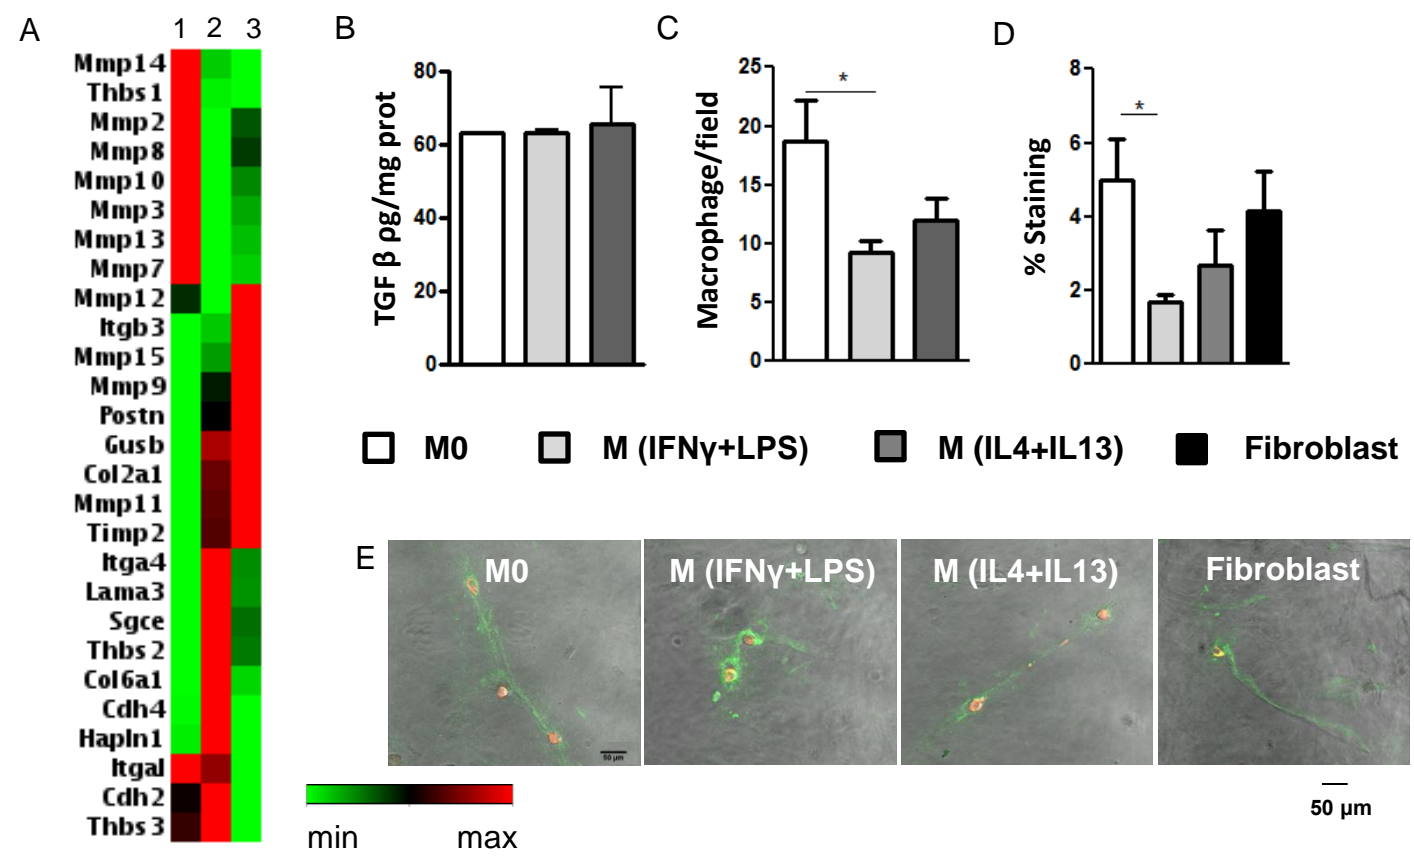 A
1 2 3
Mmp14
Thbs1
Mmp2
Mmp8
Mmp10
Mmp3
Mmp13
Mmp7
Mmp12
Itgb3
Mmp15
Mmp9
Postn
Gusb
Col2a1
Mmp11
Timp2
Itga4
Lama3
Sgce
Thbs2
Col6a1
Cdh4
Hapln1
Itgal
Cdh2
Thbs3
min max
B
TGF β ρg/mg prot
80
60
40
20
0
C
Macrophage/field
25
20
15
10
5
0
*
D
% Staining
8
6
4
2
0
*
M0 M (IFNγ+LPS) M (IL4+IL13) Fibroblast
E
M0 M (IFNγ+LPS) M (IL4+IL13) Fibroblast
50 µm
50 µm